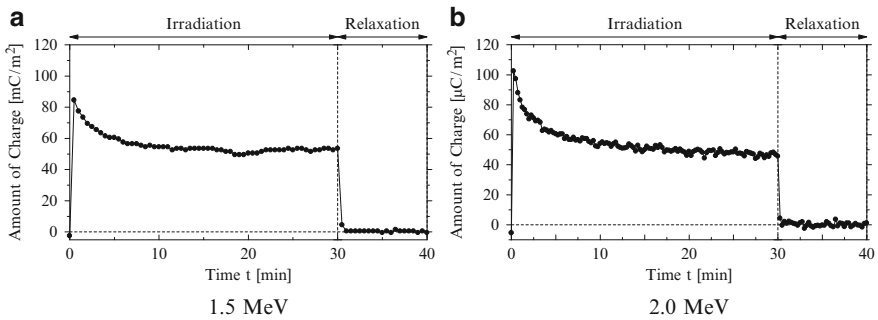 a
Irradiation
Relaxation
Amount of Charge [mC/m²]
120
100
80
60
40
20
0
0
10
20
30
40
Time t [min]
1.5 MeV
b
Irradiation
Relaxation
Amount of Charge [μC/m²]
120
100
80
60
40
20
0
0
10
20
30
40
Time t [min]
2.0 MeV